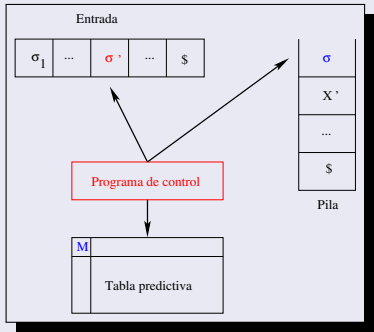 Entrada
σ1 ... σ' ... $
σ
X'
...
$
Programa de control
Pila
M
Tabla predictiva